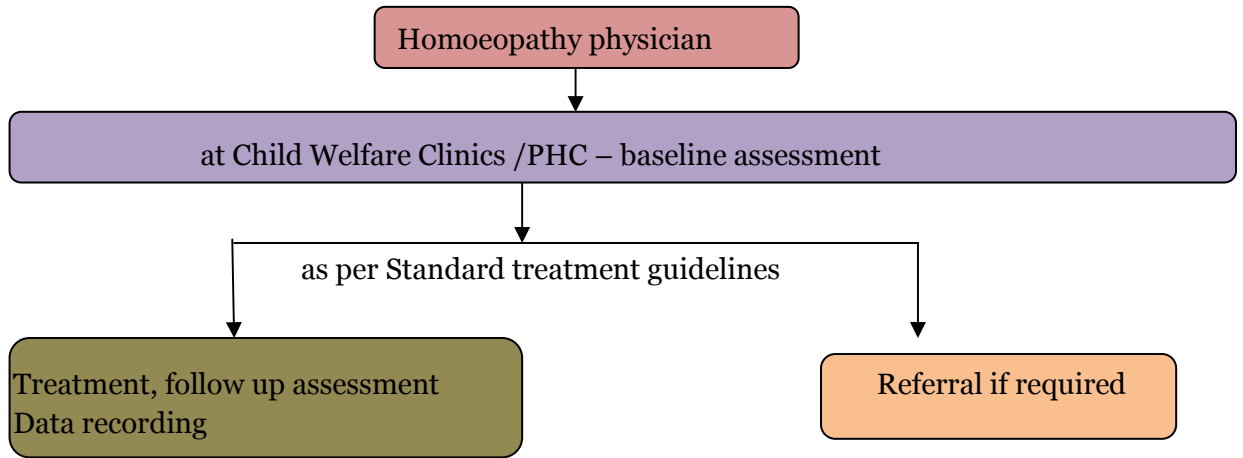 Homoeopathy physician
at Child Welfare Clinics /PHC – baseline assessment
as per Standard treatment guidelines
Treatment, follow up assessment
Data recording
Referral if required